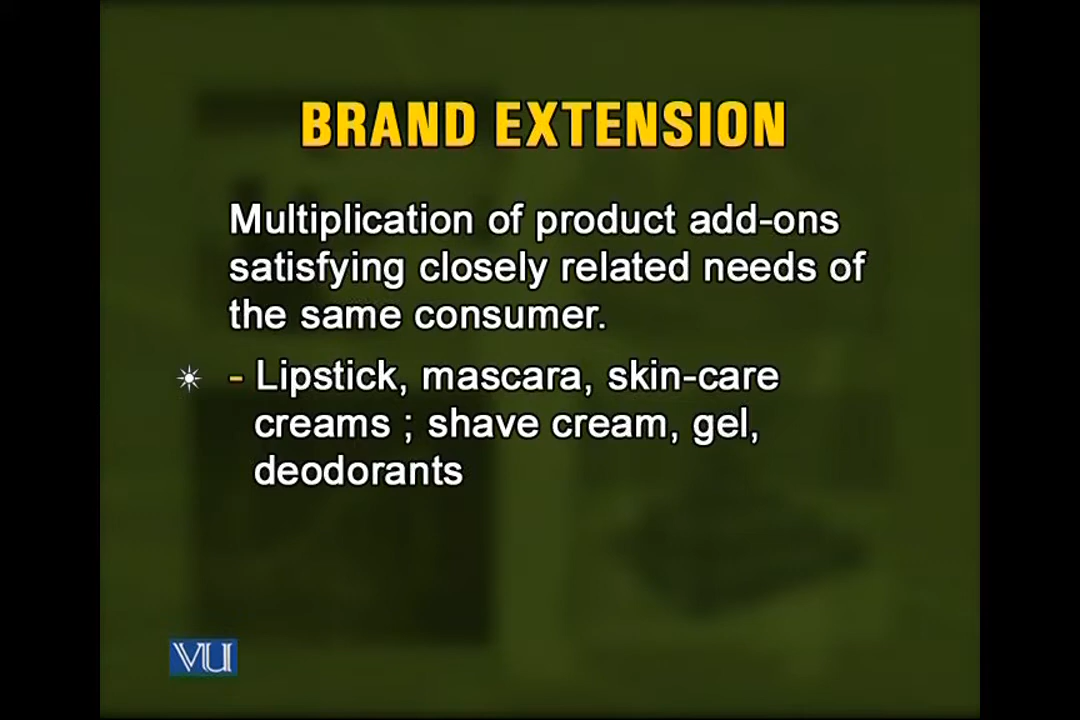 BRAND EXTENSION
Multiplication of product add-ons
satisfying closely related needs of
the same consumer.
- Lipstick, mascara, skin-care
creams ; shave cream, gel,
deodorants
VU